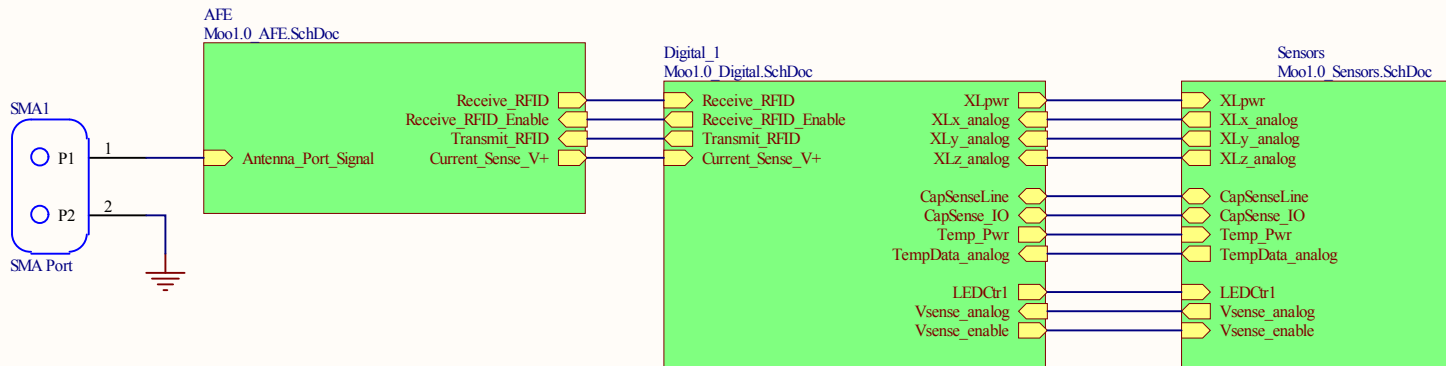 AFE
Moo1.0_AFE.SchDoc
Digital_1
Moo1.0_Digital.SchDoc
Sensors
Moo1.0_Sensors.SchDoc
SMA1
P1
1
P2
2
SMA Port
Antenna_Port_Signal
Receive_RFID
Receive_RFID_Enable
Transmit_RFID
Current_Sense_V+
Receive_RFID
Receive_RFID_Enable
Transmit_RFID
Current_Sense_V+
XLpwr
XLx_analog
XLy_analog
XLz_analog
CapSenseLine
CapSense_IO
Temp_Pwr
TempData_analog
LEDCtr1
Vsense_analog
Vsense_enable
XLpwr
XLx_analog
XLy_analog
XLz_analog
CapSenseLine
CapSense_IO
Temp_Pwr
TempData_analog
LEDCtr1
Vsense_analog
Vsense_enable